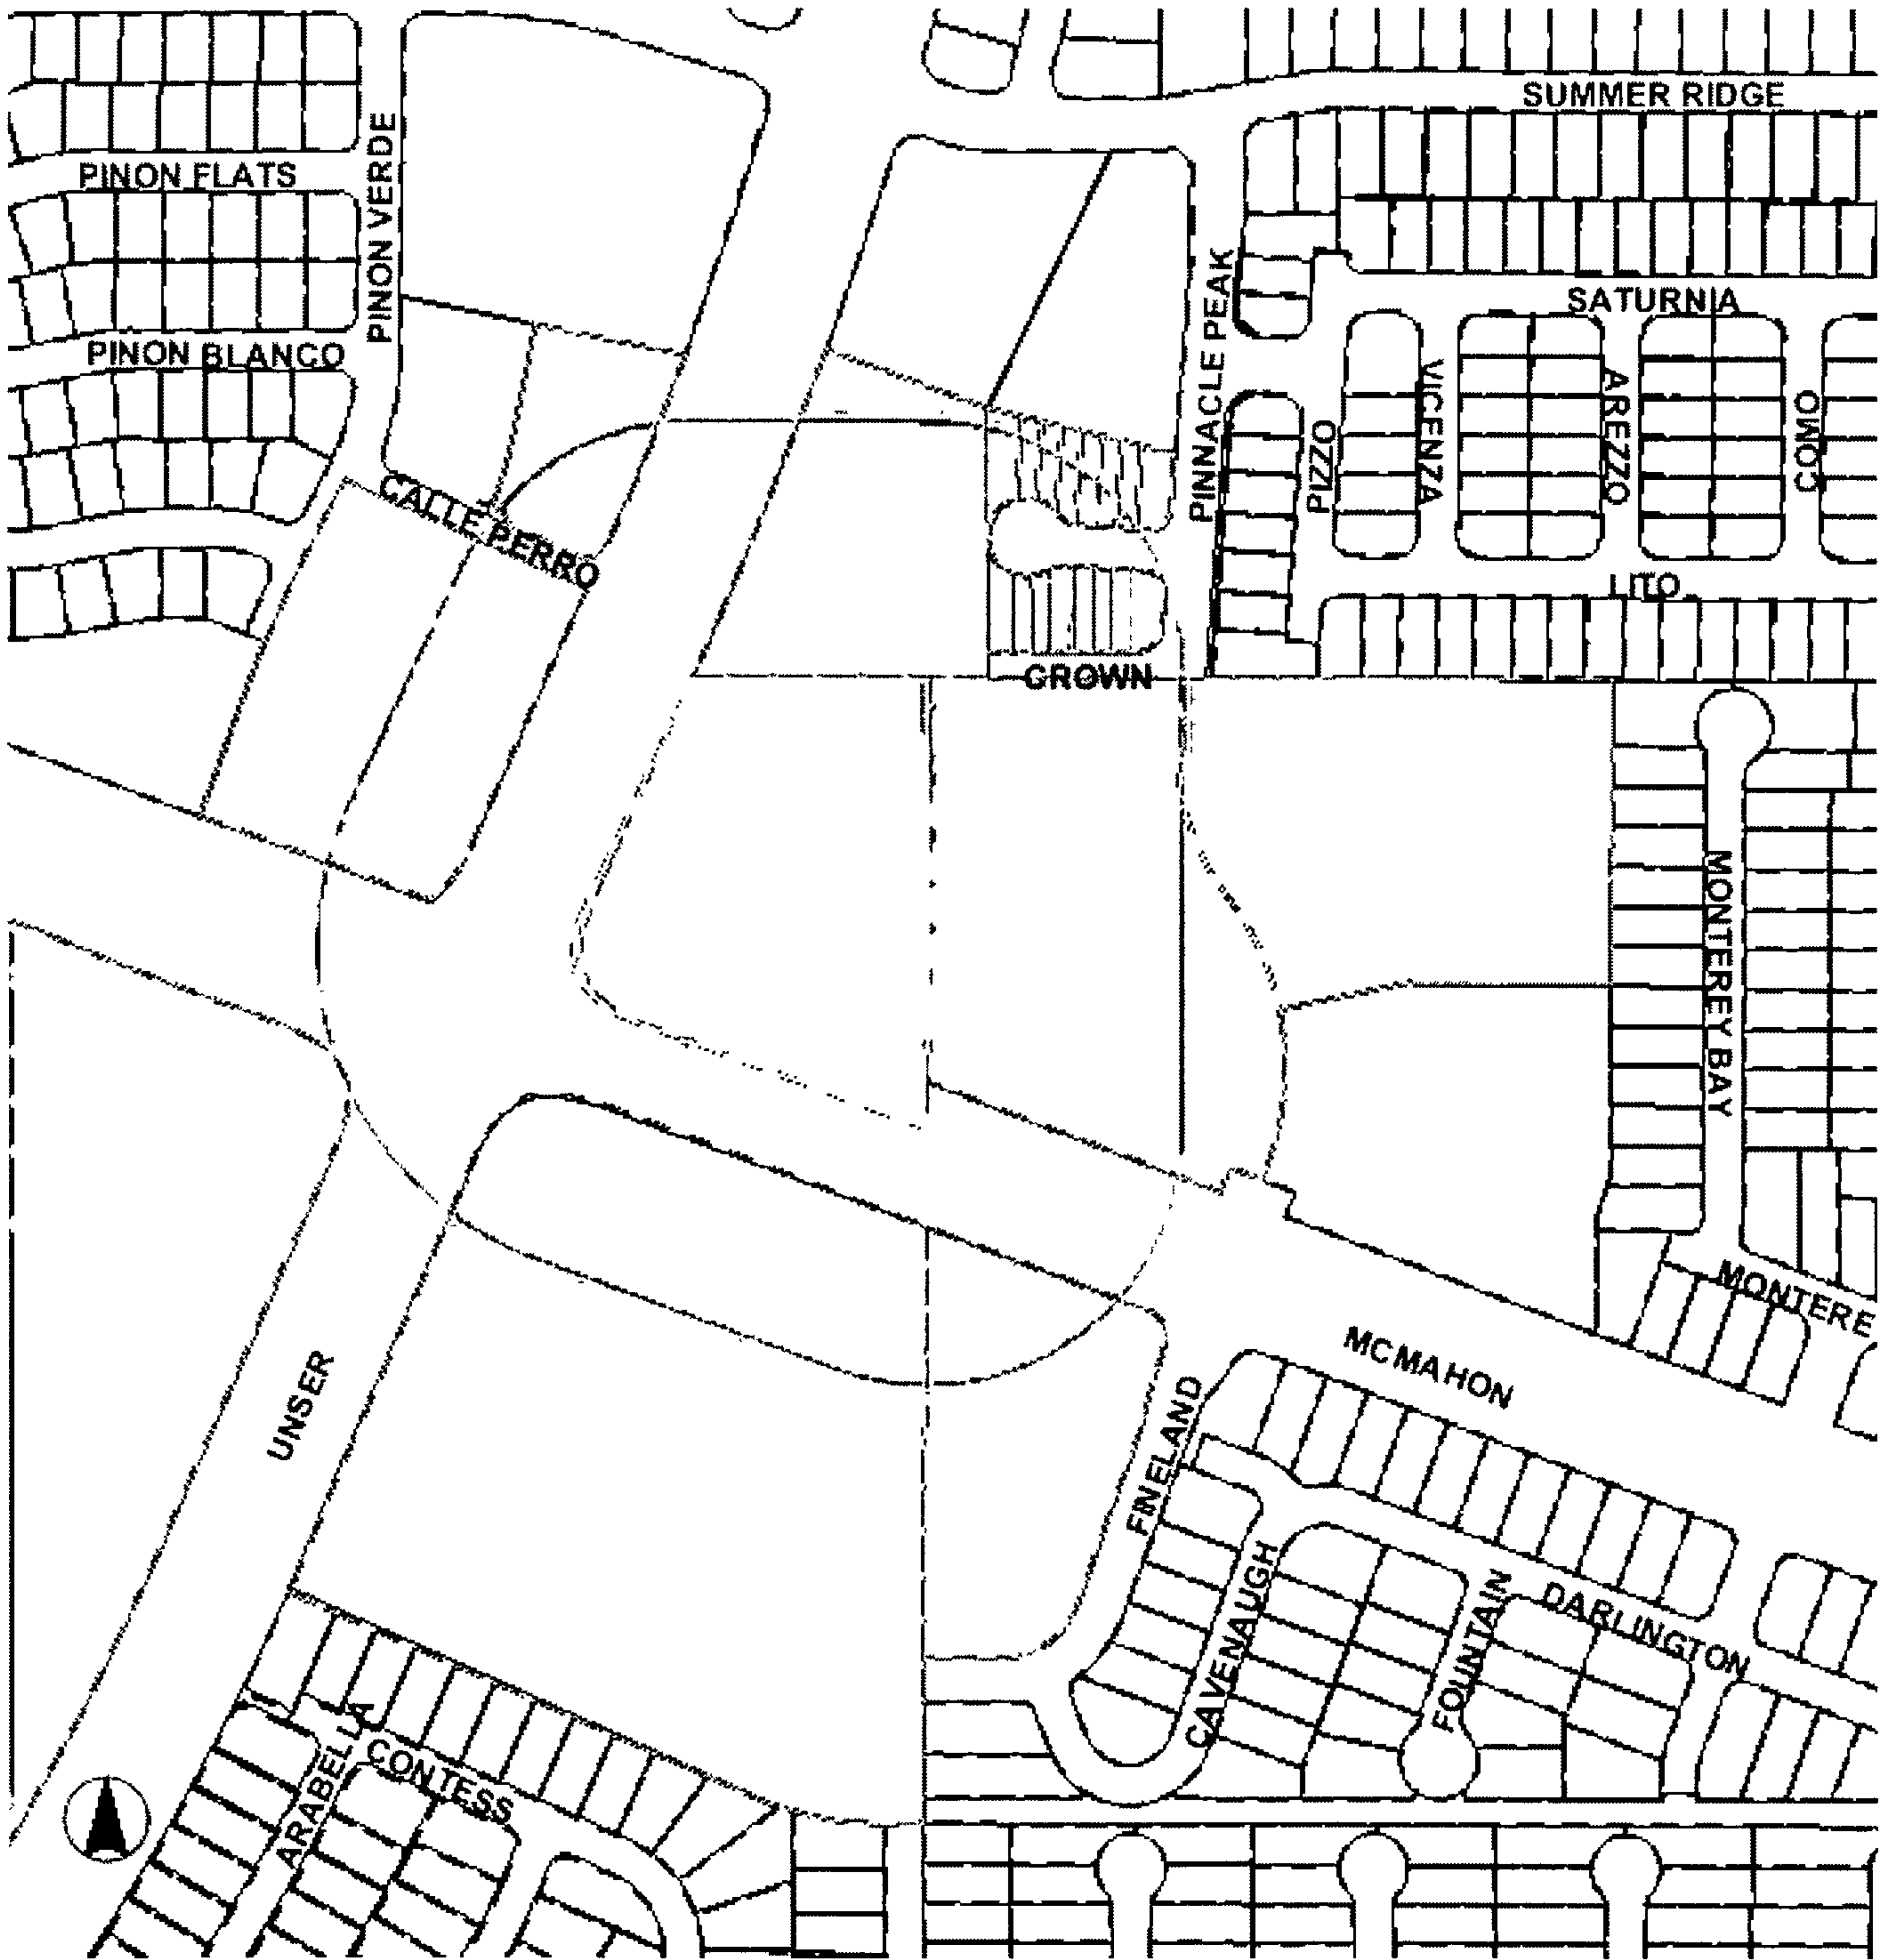 SUMMER RIDGE
PINON FLATS
PINON VERDE
SATURNIA
PINON BLANCO
PINNACLE PEAK
VICENZA
AREZZO
COMO
PIZZO
CALLE PERRO
LITO
CROWN
MONTEREY BAY
MONTERE
MCMAHON
UNSER
FINELAND
CAVENAUGH
FOUNTAIN
DARLINGTON
ARABELLA
CONTESS